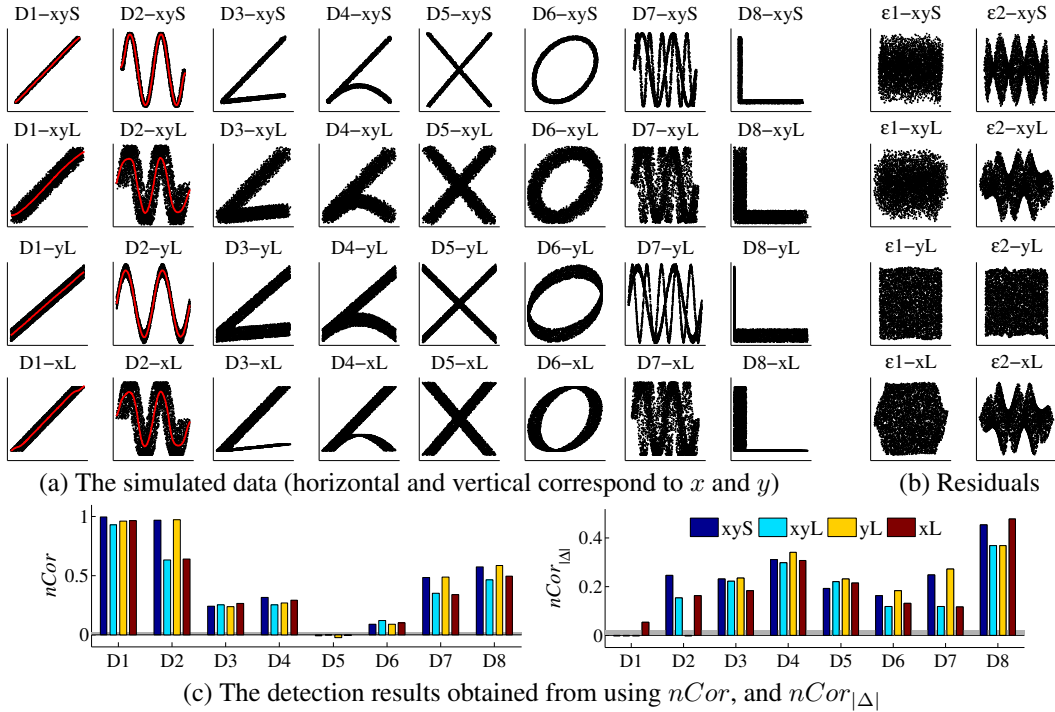 D1−xyS D2−xyS D3−xyS D4−xyS D5−xyS D6−xyS D7−xyS D8−xyS ε1−xyS ε2−xyS
D1−xyL D2−xyL D3−xyL D4−xyL D5−xyL D6−xyL D7−xyL D8−xyL ε1−xyL ε2−xyL
D1−yL D2−yL D3−yL D4−yL D5−yL D6−yL D7−yL D8−yL ε1−yL ε2−yL
D1−xL D2−xL D3−xL D4−xL D5−xL D6−xL D7−xL D8−xL ε1−xL ε2−xL
(a) The simulated data (horizontal and vertical correspond to x and y)
(b) Residuals
nCor
1
0.5
0
D1 D2 D3 D4 D5 D6 D7 D8
nCor|Δ|
0.4
0.2
0
xyS xyL yL xL
D1 D2 D3 D4 D5 D6 D7 D8
(c) The detection results obtained from using nCor, and nCor|Δ|